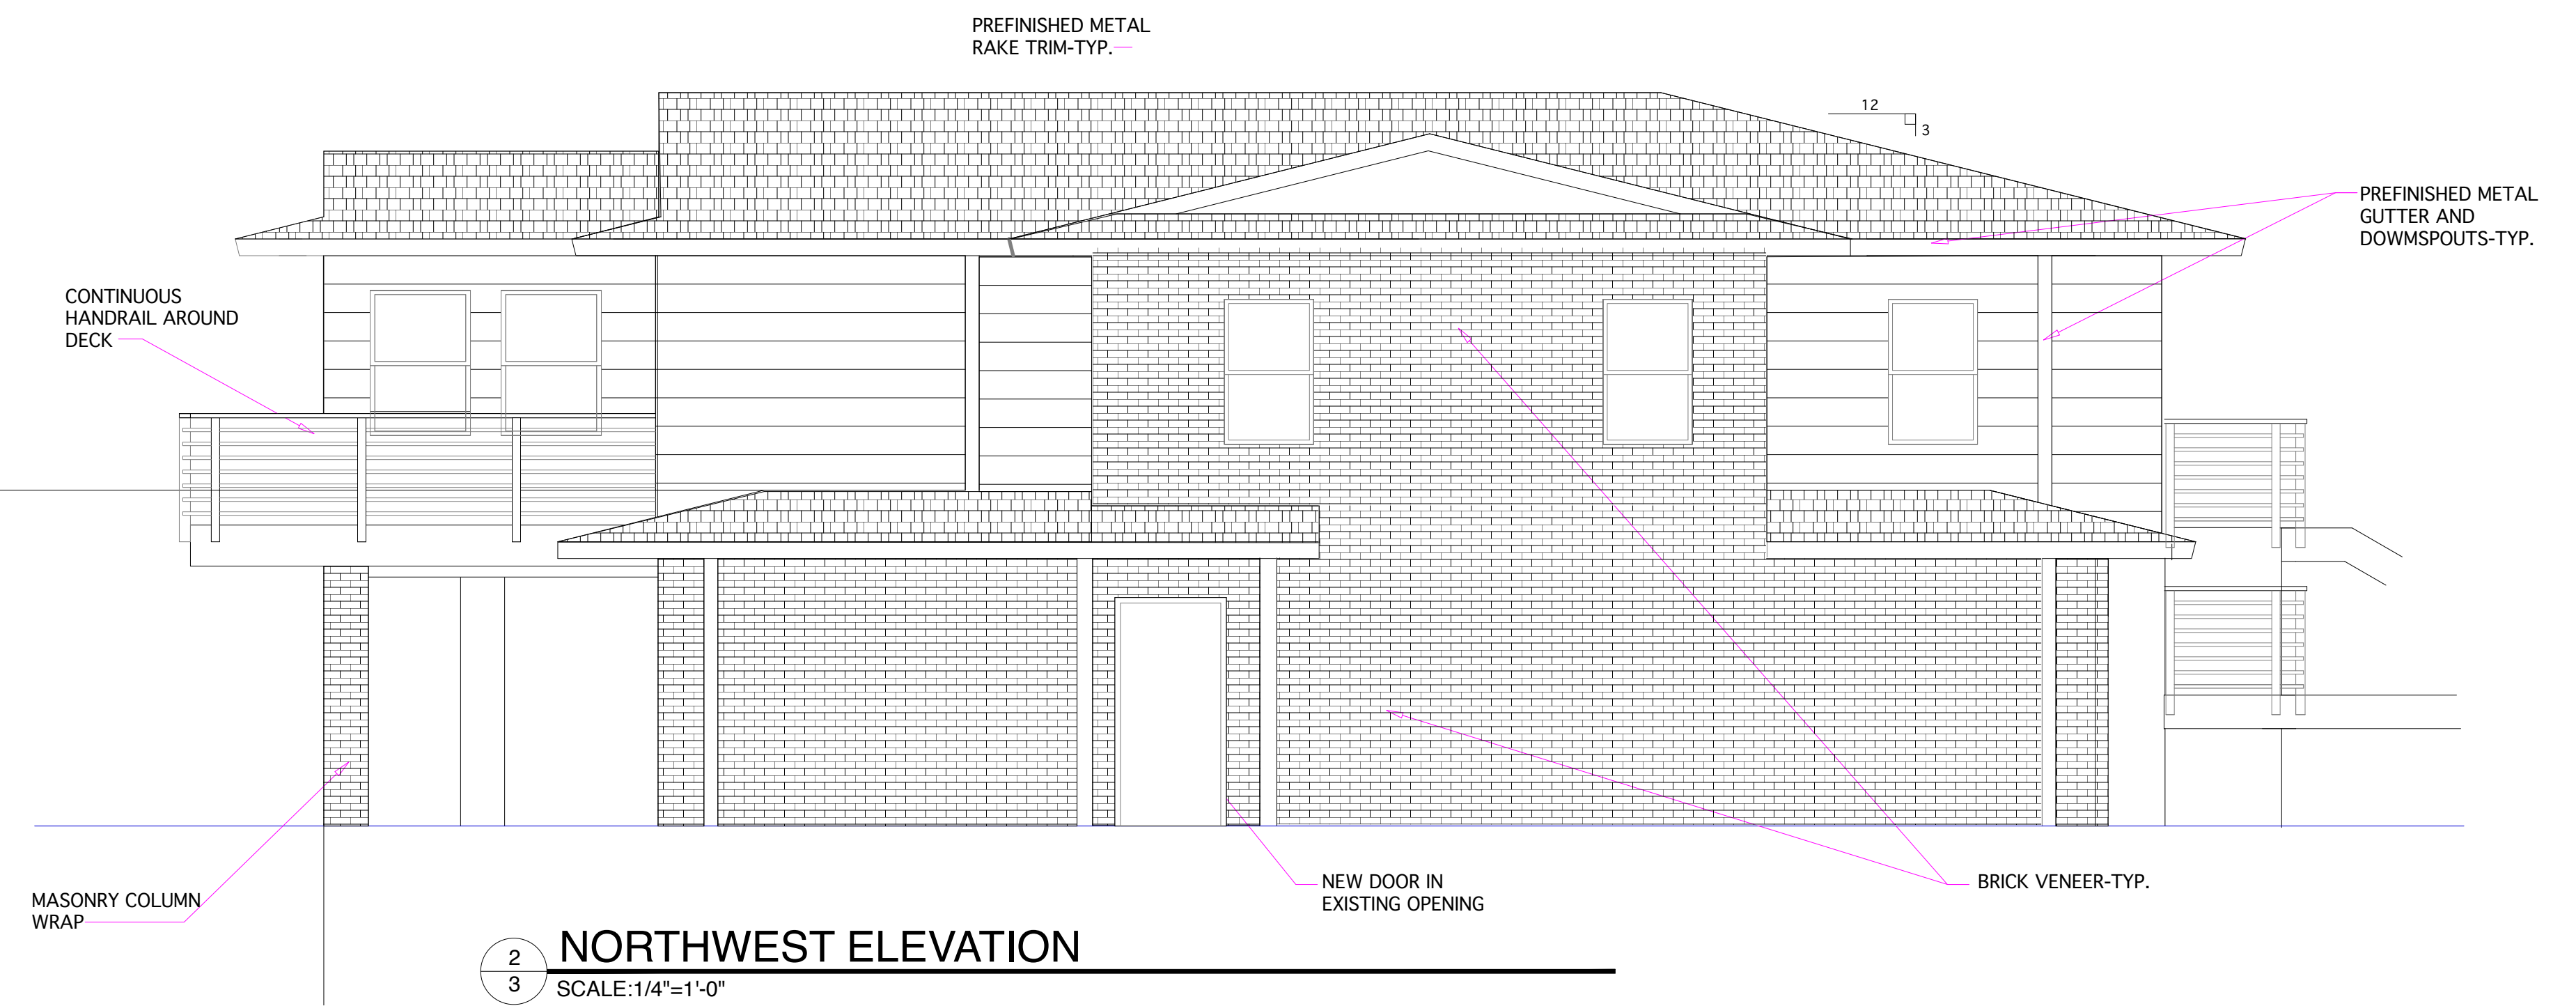 PREFINISHED METAL
RAKE TRIM-TYP.
12
3
PREFINISHED METAL
GUTTER AND
DOWMSPOUTS-TYP.
CONTINUOUS
HANDRAIL AROUND
DECK
MASONRY COLUMN
WRAP
NEW DOOR IN
EXISTING OPENING
BRICK VENEER-TYP.
2
3
NORTHWEST ELEVATION
SCALE:1/4"=1'-0"